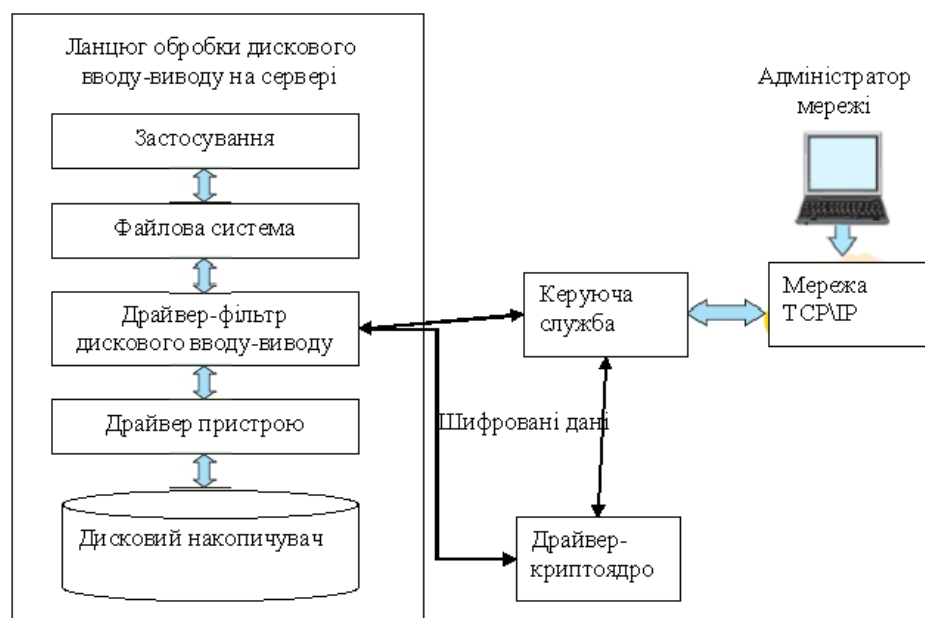 Ланцюг обробки дискового
вводу-виводу на сервері
Застосування
Файлова система
Драйвер-фільтр
дискового вводу-виводу
Драйвер пристрою
Дисковий накопичувач
Шифровані дані
Керуюча
служба
Драйвер-
криптоядро
Адміністратор
мережі
Мережа
TCP\IP